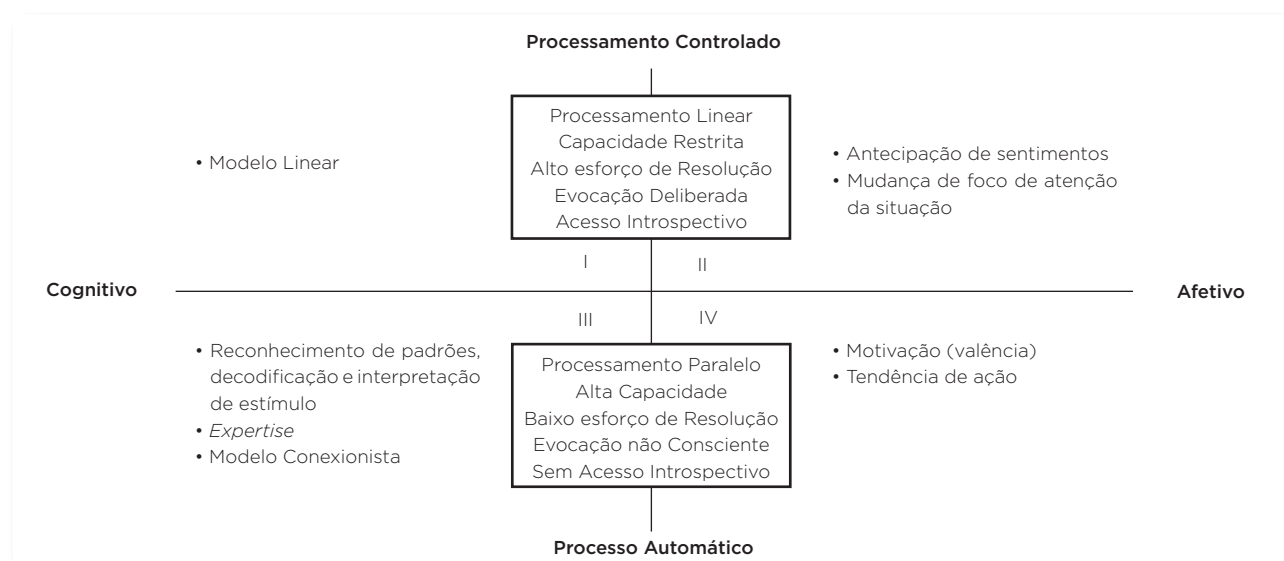 Processamento Controlado
Processamento Linear
Capacidade Restrita
Alto esforço de Resolução
Evocação Deliberada
Acesso Introspectivo
• Modelo Linear
• Antecipação de sentimentos
• Mudança de foco de atenção
da situação
I
II
Cognitivo
Afetivo
III
IV
• Reconhecimento de padrões,
decodificação e interpretação
de estímulo
• Expertise
• Modelo Conexionista
Processamento Paralelo
Alta Capacidade
Baixo esforço de Resolução
Evocação não Consciente
Sem Acesso Introspectivo
• Motivação (valência)
• Tendência de ação
Processo Automático